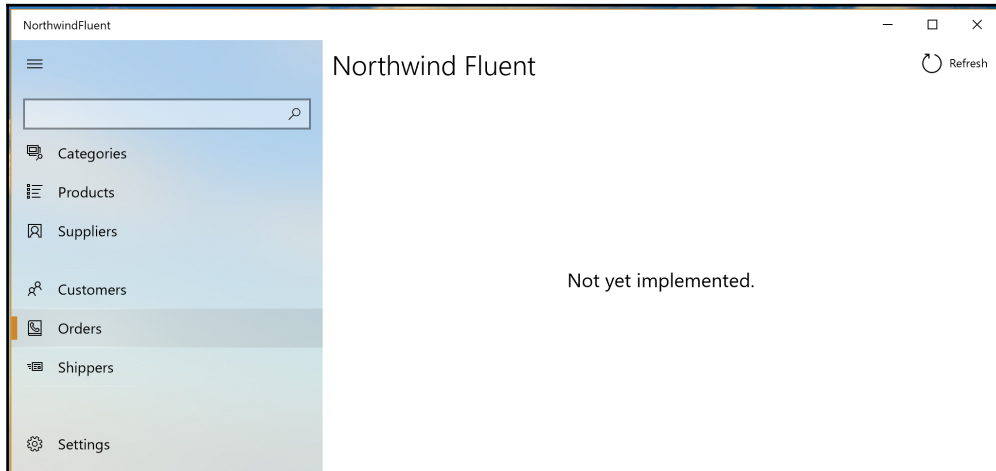 NorthwindFluent
Northwind Fluent
Refresh
Categories
Products
Suppliers
Customers
Orders
Shippers
Settings
Not yet implemented.